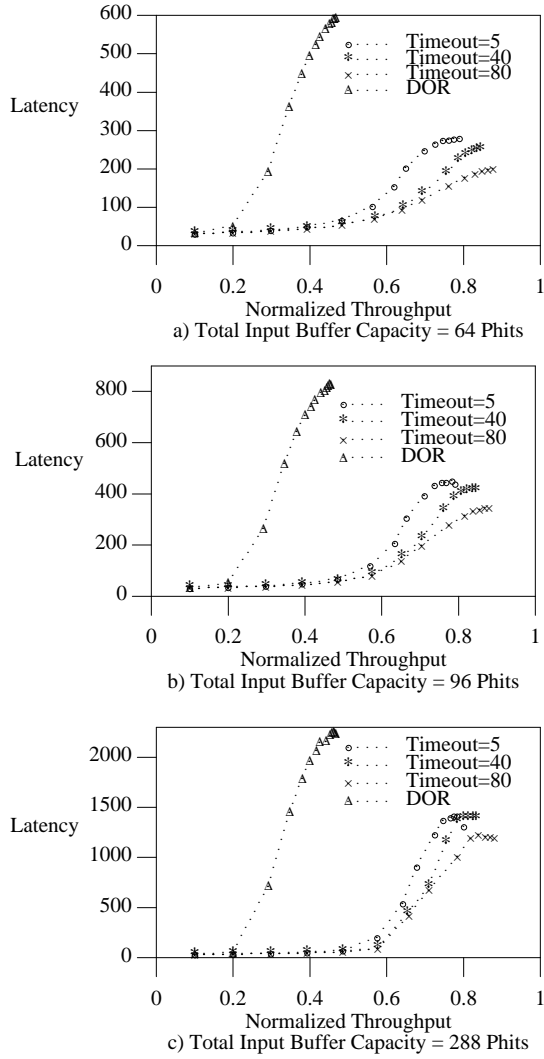 600
500
400
300
200
100
0
Latency
Timeout=5
Timeout=40
Timeout=80
DOR
0 0.2 0.4 0.6 0.8 1
Normalized Throughput
a) Total Input Buffer Capacity = 64 Phits
800
600
400
200
0
Latency
Timeout=5
Timeout=40
Timeout=80
DOR
0 0.2 0.4 0.6 0.8 1
Normalized Throughput
b) Total Input Buffer Capacity = 96 Phits
2000
1500
1000
500
0
Latency
Timeout=5
Timeout=40
Timeout=80
DOR
0 0.2 0.4 0.6 0.8 1
Normalized Throughput
c) Total Input Buffer Capacity = 288 Phits